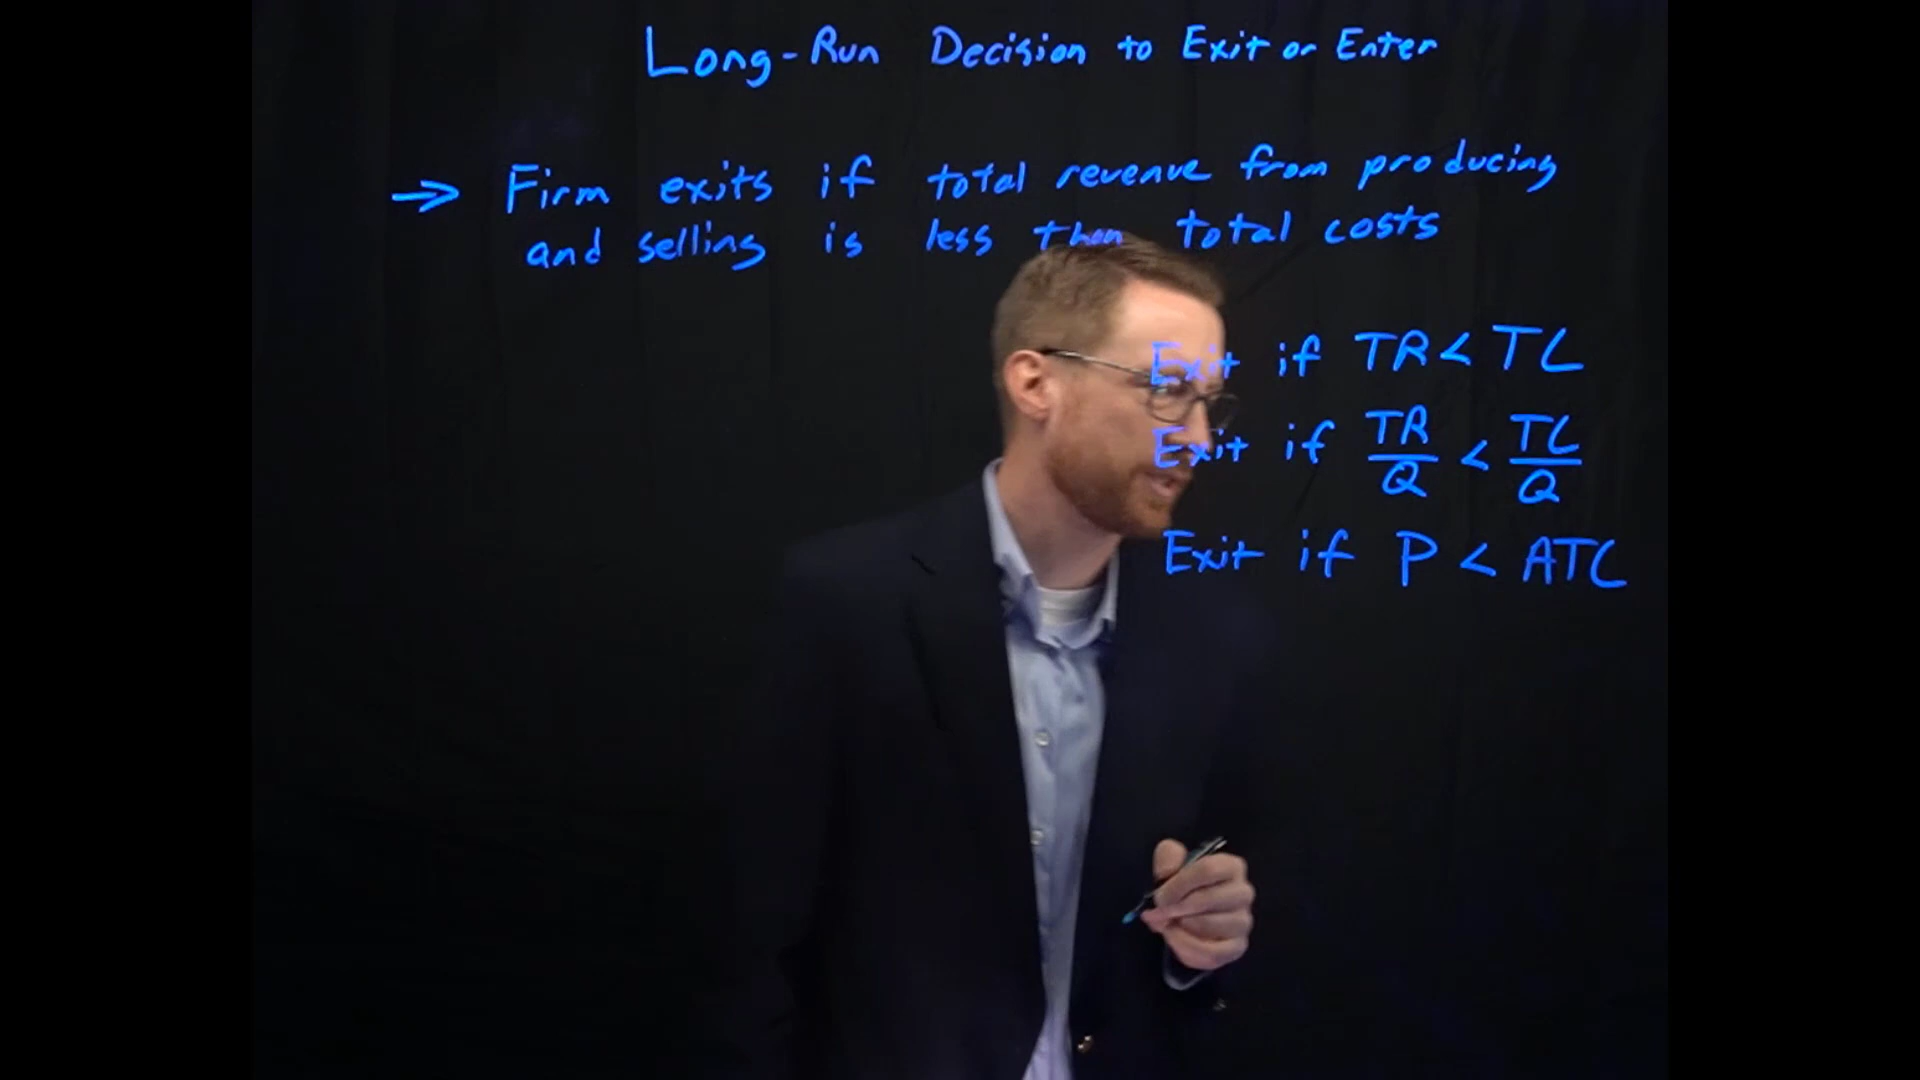 Long-Run Decision to Exit or Enter
→ Firm exits if total revenue from producing
and selling is less than total costs
Exit if TR < TC
Exit if TR/Q < TC/Q
Exit if P < ATC